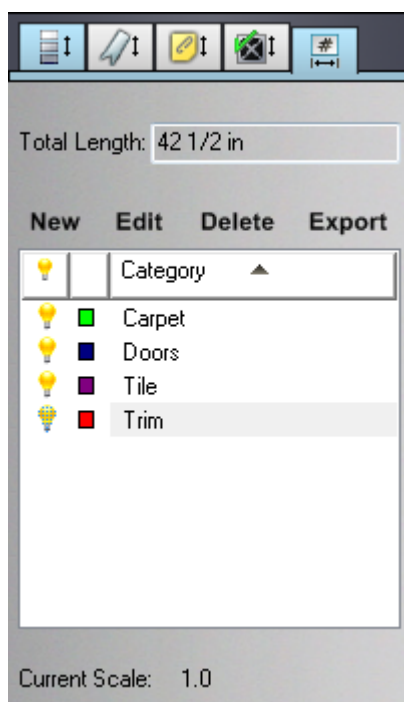 #
Total Length: 42 1/2 in
New Edit Delete Export
Category
Carpet
Doors
Tile
Trim
Current Scale: 1.0